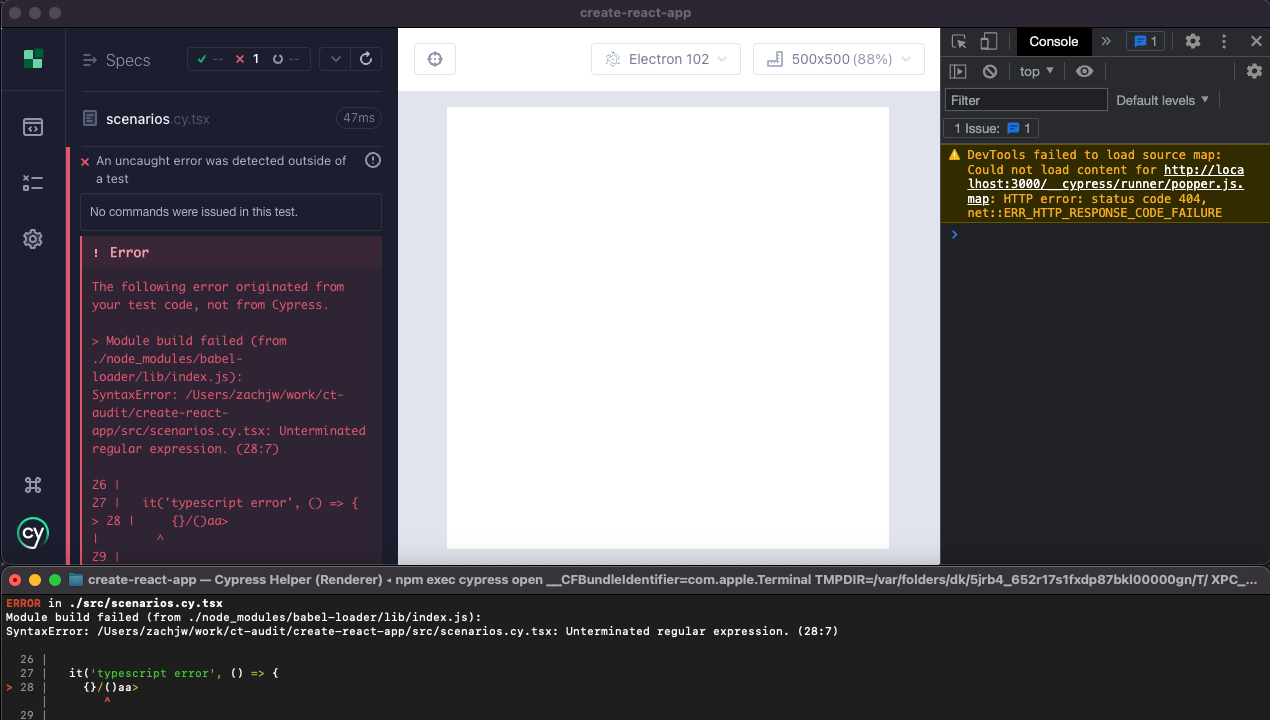 create-react-app
Specs
-- 1 --
Electron 102
500x500 (88%)
Console
» 1
top
Filter
Default levels
1 Issue: 1
scenarios.cy.tsx
47ms
An uncaught error was detected outside of
a test
No commands were issued in this test.
! Error
The following error originated from
your test code, not from Cypress.
> Module build failed (from
./node_modules/babel-
loader/lib/index.js):
SyntaxError: /Users/zachjw/work/ct-
audit/create-react-
app/src/scenarios.cy.tsx: Unterminated
regular expression. (28:7)
26 |
27 |   it('typescript error', () => {
> 28 |     {}/()aa>
|        ^
29 |
cy
DevTools failed to load source map:
Could not load content for http://loca
lhost:3000/__cypress/runner/popper.js.
map: HTTP error: status code 404,
net::ERR_HTTP_RESPONSE_CODE_FAILURE
>
create-react-app — Cypress Helper (Renderer) ◂ npm exec cypress open __CFBundleIdentifier=com.apple.Terminal TMPDIR=/var/folders/dk/5jrb4_652r17s1fxdp87bkl00000gn/T/ XPC_...
ERROR in ./src/scenarios.cy.tsx
Module build failed (from ./node_modules/babel-loader/lib/index.js):
SyntaxError: /Users/zachjw/work/ct-audit/create-react-app/src/scenarios.cy.tsx: Unterminated regular expression. (28:7)
26 |
27 |   it('typescript error', () => {
> 28 |     {}/()aa>
|        ^
29 |